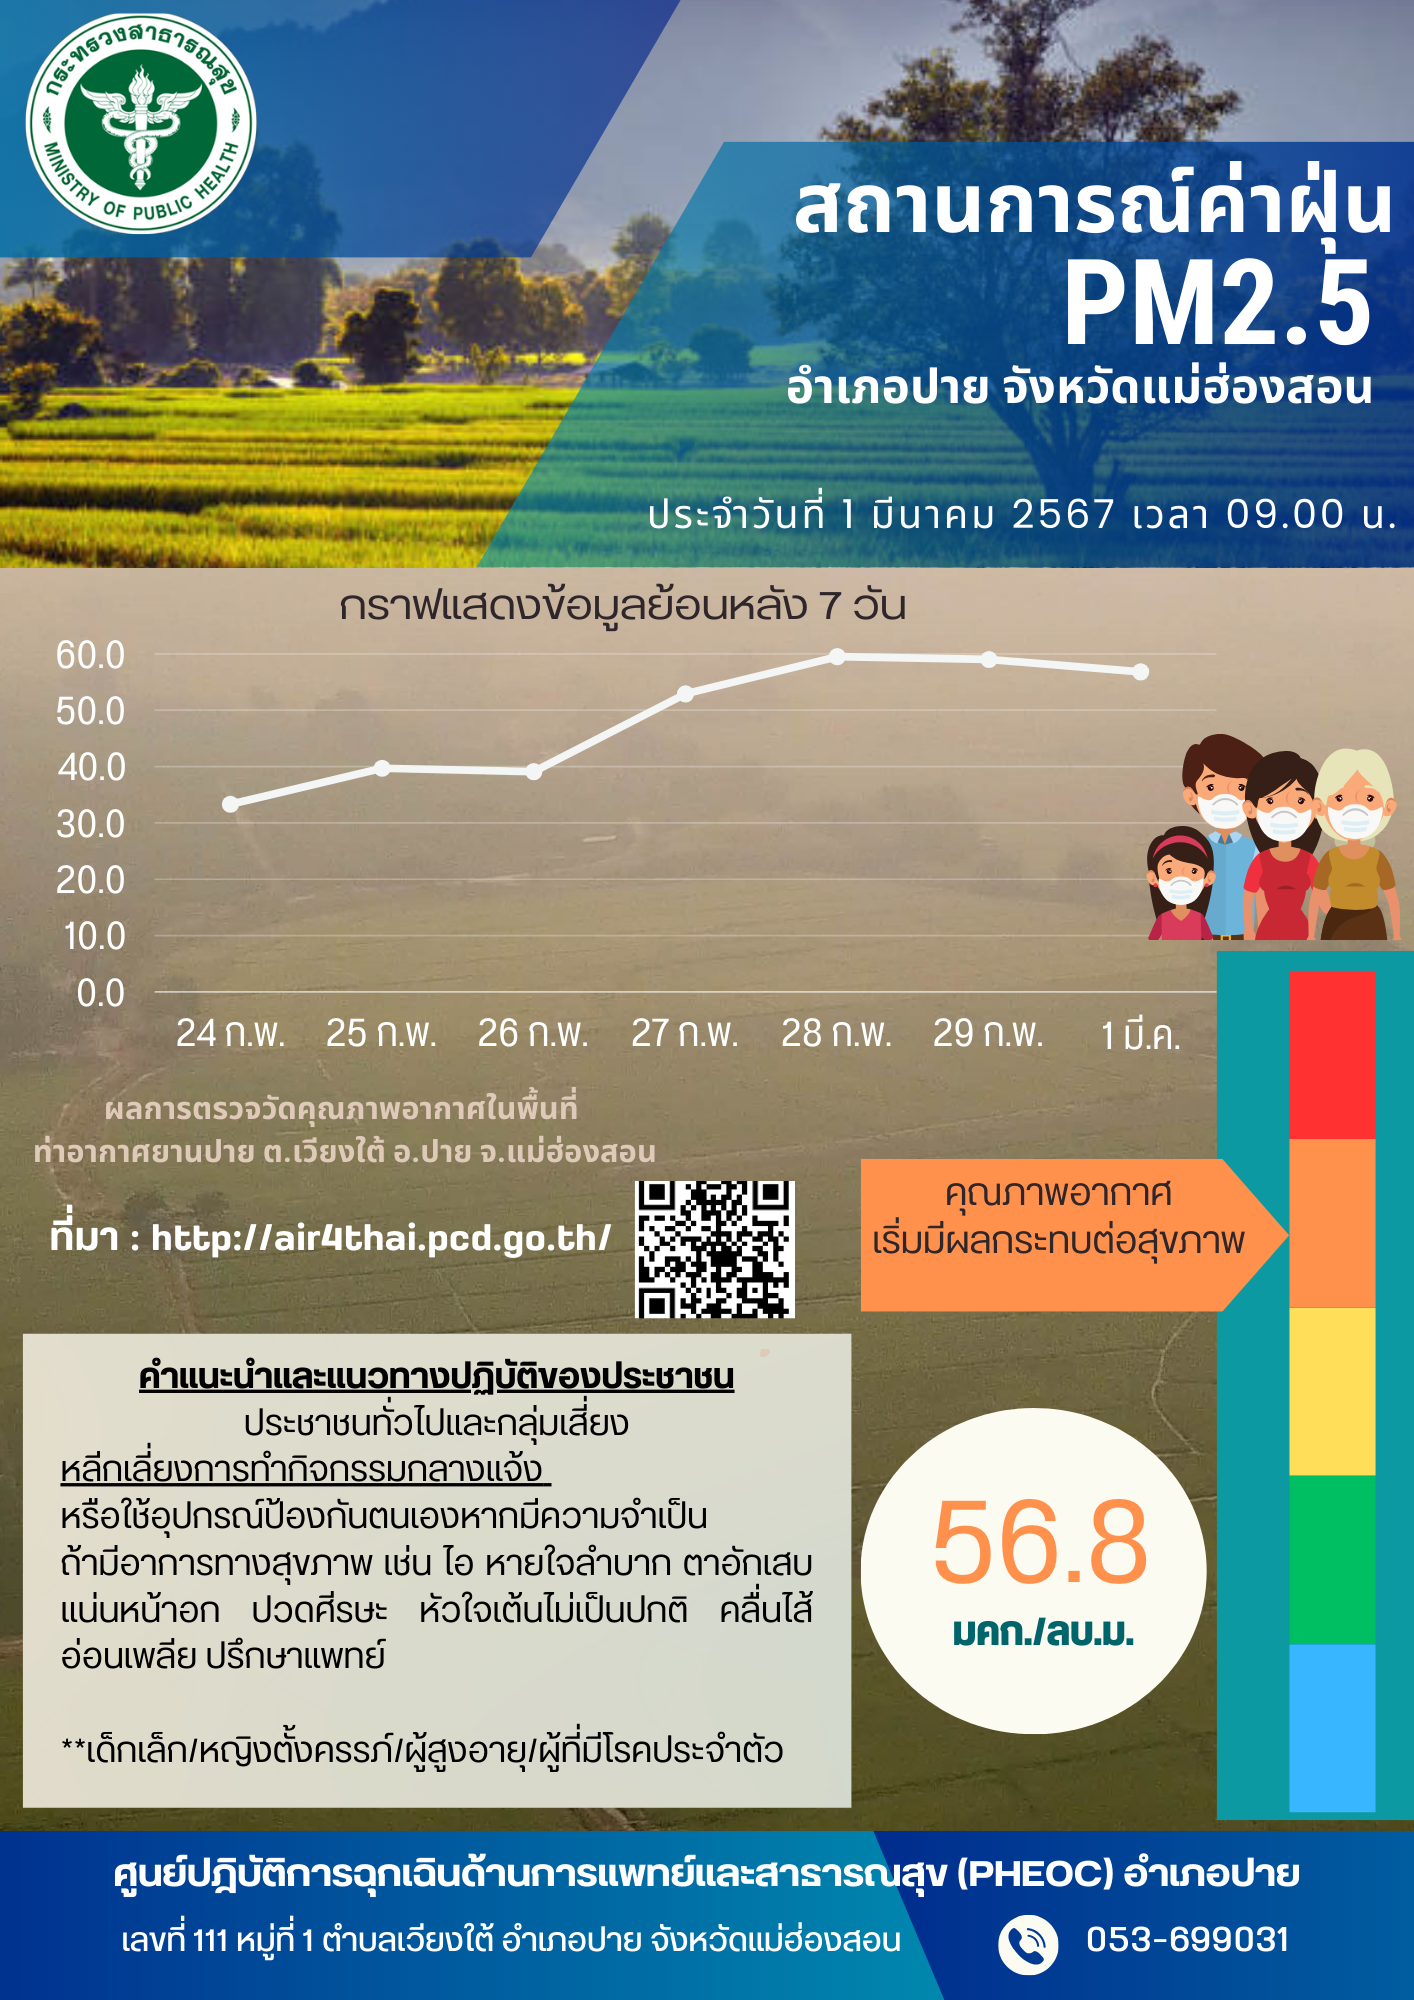 กระทรวงสาธารณสุข
MINISTRY OF PUBLIC HEALTH
สถานการณ์ค่าฝุ่น
PM2.5
อำเภอปาย จังหวัดแม่ฮ่องสอน
ประจำวันที่ 1 มีนาคม 2567 เวลา 09.00 น.
กราฟแสดงข้อมูลย้อนหลัง 7 วัน
60.0
50.0
40.0
30.0
20.0
10.0
0.0
24 ก.พ. 25 ก.พ. 26 ก.พ. 27 ก.พ. 28 ก.พ. 29 ก.พ. 1 มี.ค.
ผลการตรวจวัดคุณภาพอากาศในพื้นที่
ท่าอากาศยานปาย ต.เวียงใต้ อ.ปาย จ.แม่ฮ่องสอน
ที่มา : http://air4thai.pcd.go.th/
คุณภาพอากาศ
เริ่มมีผลกระทบต่อสุขภาพ
คำแนะนำและแนวทางปฏิบัติของประชาชน
ประชาชนทั่วไปและกลุ่มเสี่ยง
หลีกเลี่ยงการทำกิจกรรมกลางแจ้ง
หรือใช้อุปกรณ์ป้องกันตนเองหากมีความจำเป็น
ถ้ามีอาการทางสุขภาพ เช่น ไอ หายใจลำบาก ตาอักเสบ
แน่นหน้าอก ปวดศีรษะ หัวใจเต้นไม่เป็นปกติ คลื่นไส้
อ่อนเพลีย ปรึกษาแพทย์
**เด็กเล็ก/หญิงตั้งครรภ์/ผู้สูงอายุ/ผู้ที่มีโรคประจำตัว
56.8
มคก./ลบ.ม.
ศูนย์ปฎิบัติการฉุกเฉินด้านการแพทย์และสาธารณสุข (PHEOC) อำเภอปาย
เลขที่ 111 หมู่ที่ 1 ตำบลเวียงใต้ อำเภอปาย จังหวัดแม่ฮ่องสอน
053-699031